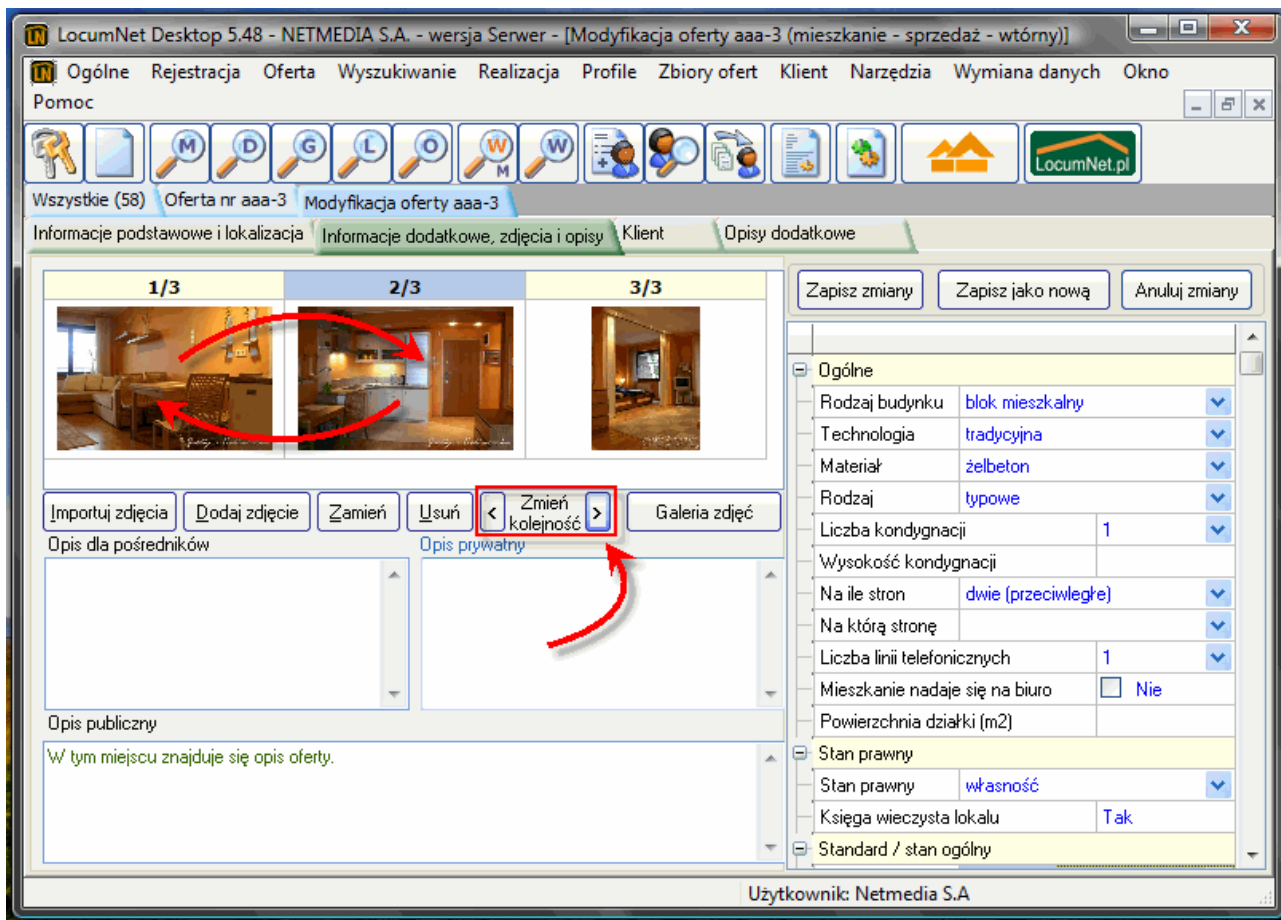 LocumNet Desktop 5.48 - NETMEDIA S.A. - wersja Serwer - [Modyfikacja oferty aaa-3 (mieszkanie - sprzedaż - wtórny)]
Ogólne Rejestracja Oferta Wyszukiwanie Realizacja Profile Zbiory ofert Klient Narzędzia Wymiana danych Okno
Pomoc
M D G L O W M W LocumNet.pl
Wszystkie (58) Oferta nr aaa-3 Modyfikacja oferty aaa-3
Informacje podstawowe i lokalizacja Informacje dodatkowe, zdjęcia i opisy Klient Opisy dodatkowe
1/3 2/3 3/3
Zapisz zmiany Zapisz jako nową Anuluj zmiany
Importuj zdjęcia Dodaj zdjęcie Zamień Usuń < Zmień kolejność > Galeria zdjęć
Opis dla pośredników Opis prywatny
Opis publiczny
W tym miejscu znajduje się opis oferty.
Ogólne
Rodzaj budynku blok mieszkalny
Technologia tradycyjna
Materiał żelbeton
Rodzaj typowe
Liczba kondygnacji 1
Wysokość kondygnacji
Na ile stron dwie (przeciwległe)
Na którą stronę
Liczba linii telefonicznych 1
Mieszkanie nadaje się na biuro Nie
Powierzchnia działki (m2)
Stan prawny
Stan prawny własność
Księga wieczysta lokalu Tak
Standard / stan ogólny
Użytkownik: Netmedia S.A